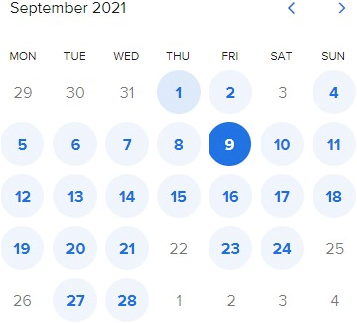 September 2021
MON TUE WED THU FRI SAT SUN
29 30 31 1 2 3 4
5 6 7 8 9 10 11
12 13 14 15 16 17 18
19 20 21 22 23 24 25
26 27 28 1 2 3 4